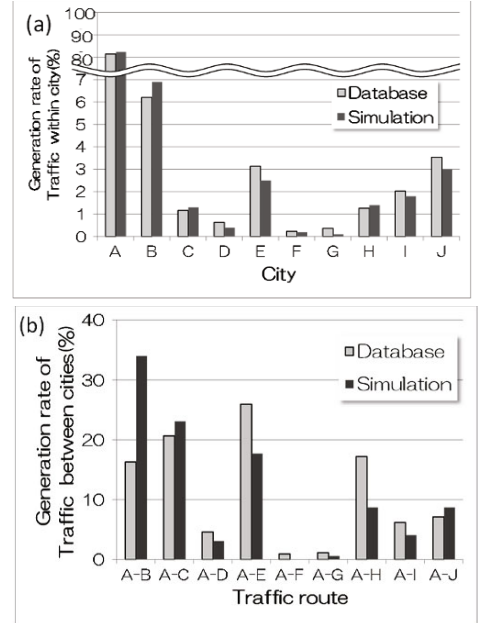 (a)
Generation rate of
Traffic within city(%)
100
90
80
7
6
5
4
3
2
1
0
Database
Simulation
A B C D E F G H I J
City
(b)
Generation rate of
Traffic between cities(%)
40
30
20
10
0
Database
Simulation
A-B A-C A-D A-E A-F A-G A-H A-I A-J
Traffic route